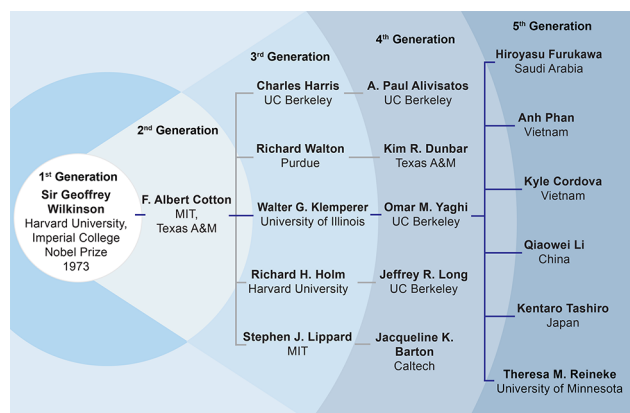 5th Generation
4th Generation
3rd Generation
2nd Generation
1st Generation
Sir Geoffrey
Wilkinson
Harvard University,
Imperial College
Nobel Prize
1973
F. Albert Cotton
MIT,
Texas A&M
Charles Harris
UC Berkeley
Richard Walton
Purdue
Walter G. Klemperer
University of Illinois
Richard H. Holm
Harvard University
Stephen J. Lippard
MIT
A. Paul Alivisatos
UC Berkeley
Kim R. Dunbar
Texas A&M
Omar M. Yaghi
UC Berkeley
Jeffrey R. Long
UC Berkeley
Jacqueline K.
Barton
Caltech
Hiroyasu Furukawa
Saudi Arabia
Anh Phan
Vietnam
Kyle Cordova
Vietnam
Qiaowei Li
China
Kentaro Tashiro
Japan
Theresa M. Reineke
University of Minnesota